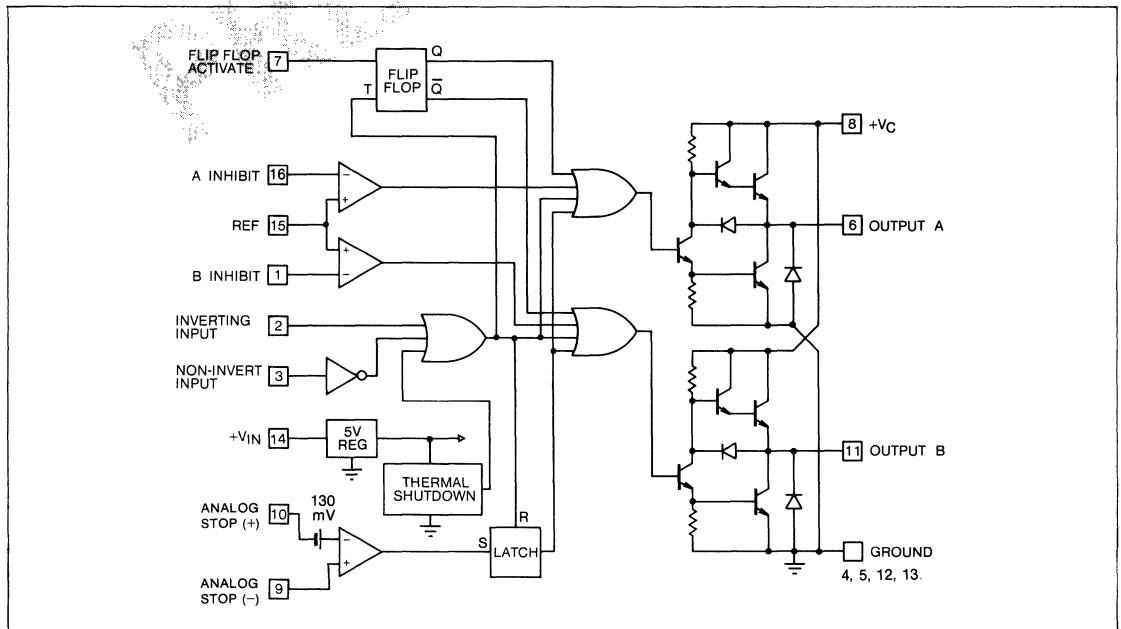 FLIP FLOP
ACTIVATE
7
Q
FLIP
FLOP
T
Q̅
A INHIBIT
16
−
+
REF
15
+
−
B INHIBIT
1
INVERTING
INPUT
2
NON-INVERT
INPUT
3
+VIN
14
5V
REG
THERMAL
SHUTDOWN
ANALOG
STOP (+)
10
130
mV
−
+
ANALOG
STOP (−)
9
S
R
LATCH
8
+VC
6
OUTPUT A
11
OUTPUT B
GROUND
4, 5, 12, 13.